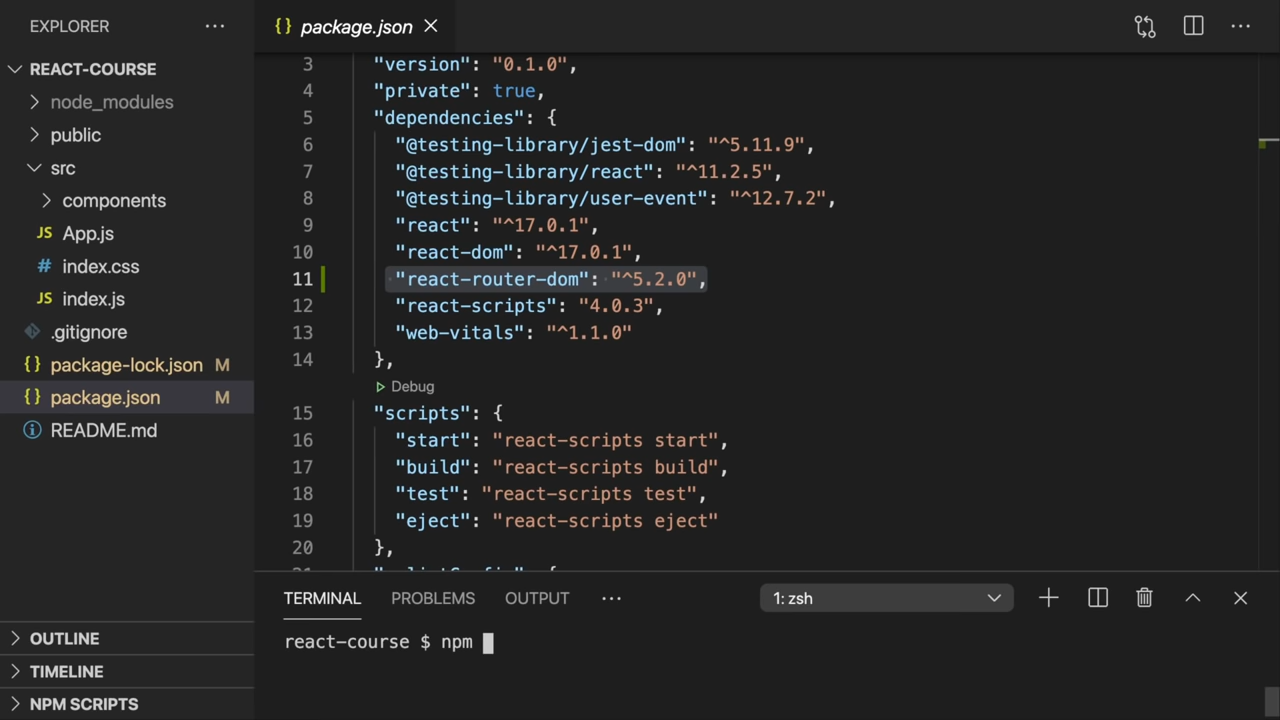 EXPLORER
REACT-COURSE
node_modules
public
src
components
JS App.js
# index.css
JS index.js
.gitignore
{} package-lock.json M
{} package.json M
README.md
OUTLINE
TIMELINE
NPM SCRIPTS
{} package.json
3 "version": "0.1.0",
4 "private": true,
5 "dependencies": {
6 "@testing-library/jest-dom": "^5.11.9",
7 "@testing-library/react": "^11.2.5",
8 "@testing-library/user-event": "^12.7.2",
9 "react": "^17.0.1",
10 "react-dom": "^17.0.1",
11 "react-router-dom": "^5.2.0",
12 "react-scripts": "4.0.3",
13 "web-vitals": "^1.1.0"
14 },
Debug
15 "scripts": {
16 "start": "react-scripts start",
17 "build": "react-scripts build",
18 "test": "react-scripts test",
19 "eject": "react-scripts eject"
20 },
TERMINAL PROBLEMS OUTPUT ··· 1: zsh
react-course $ npm